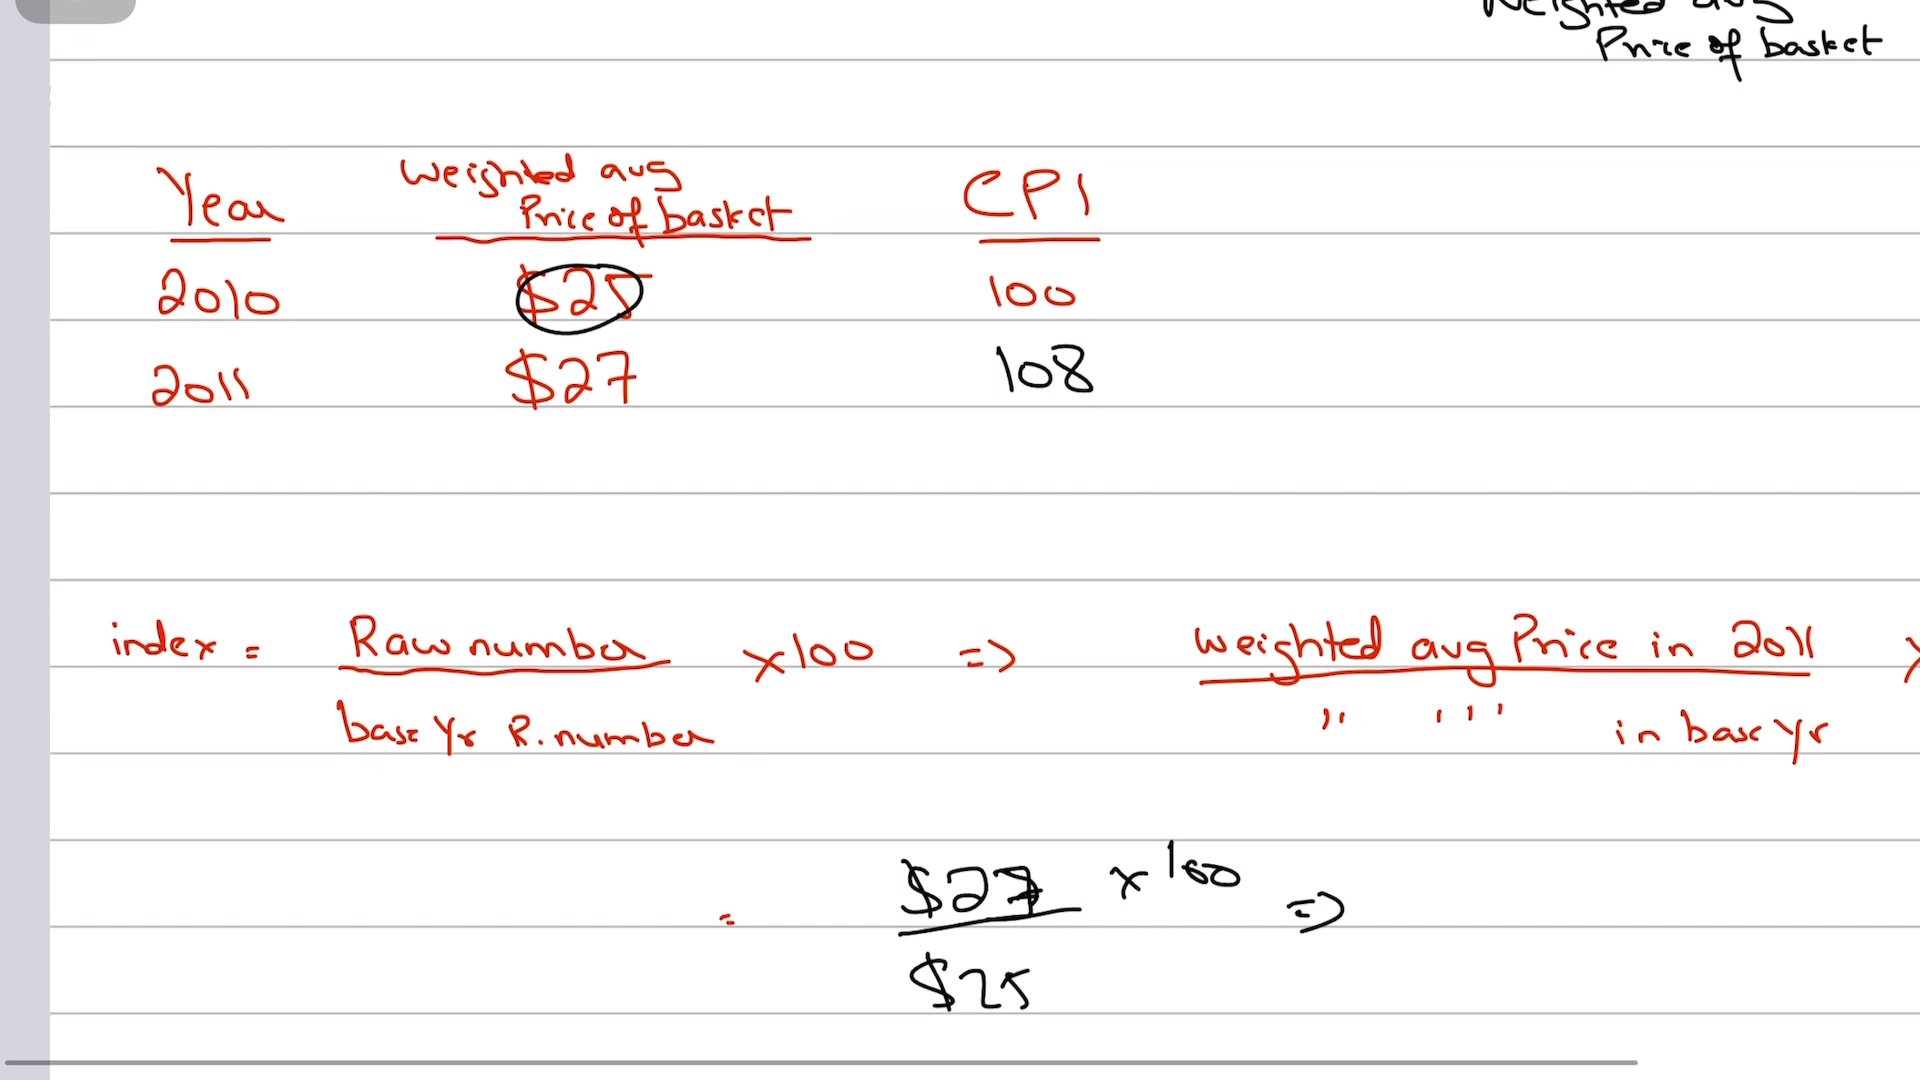 Weighted avg
Price of basket
Year Weighted avg Price of basket CPI
2010 $25 100
2011 $27 108
index = Raw number x100 => weighted avg Price in 2011 x
base Yr R. number " " ' in base Yr
= $27 x 100 =>
$25